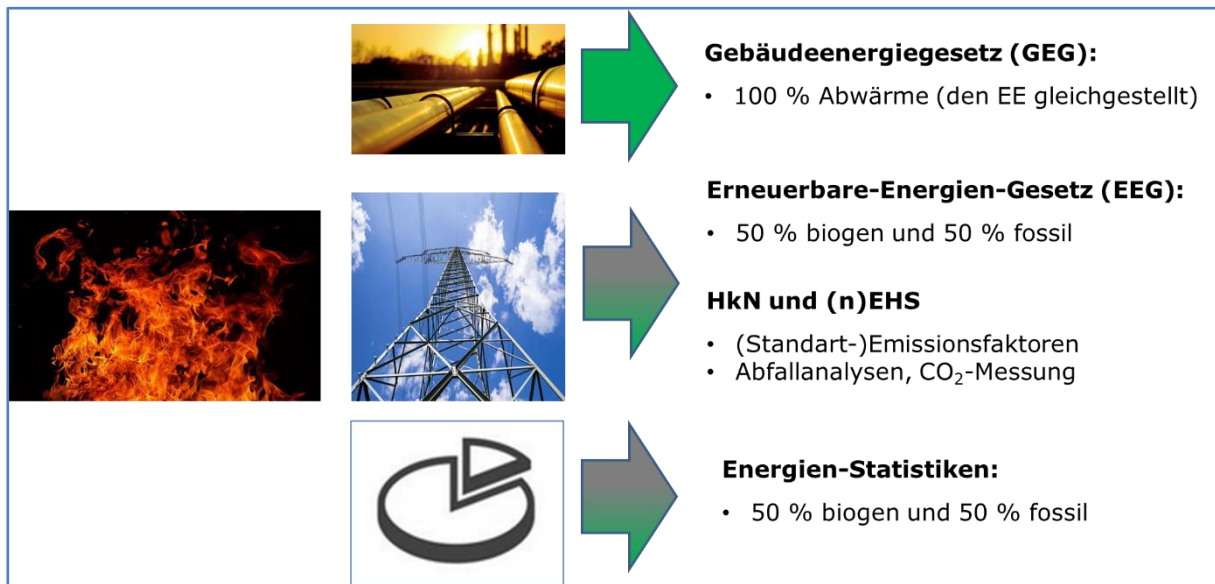 Gebäudeenergiegesetz (GEG):
• 100 % Abwärme (den EE gleichgestellt)
Erneuerbare-Energien-Gesetz (EEG):
• 50 % biogen und 50 % fossil
HkN und (n)EHS
• (Standart-)Emissionsfaktoren
• Abfallanalysen, CO₂-Messung
Energien-Statistiken:
• 50 % biogen und 50 % fossil